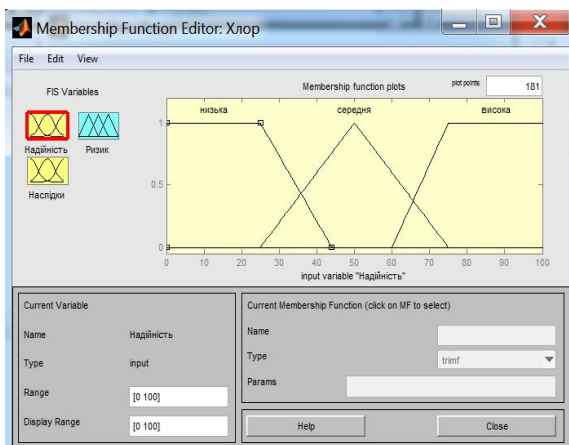 Membership Function Editor: Хлор
File Edit View
FIS Variables
Надійність Ризик
Наслідки
Membership function plots
plot points 181
низька середня висока
1
0.5
0
0 10 20 30 40 50 60 70 80 90 100
input variable "Надійність"
Current Variable
Name Надійність
Type input
Range [0 100]
Display Range [0 100]
Current Membership Function (click on MF to select)
Name
Type trimf
Params
Help Close